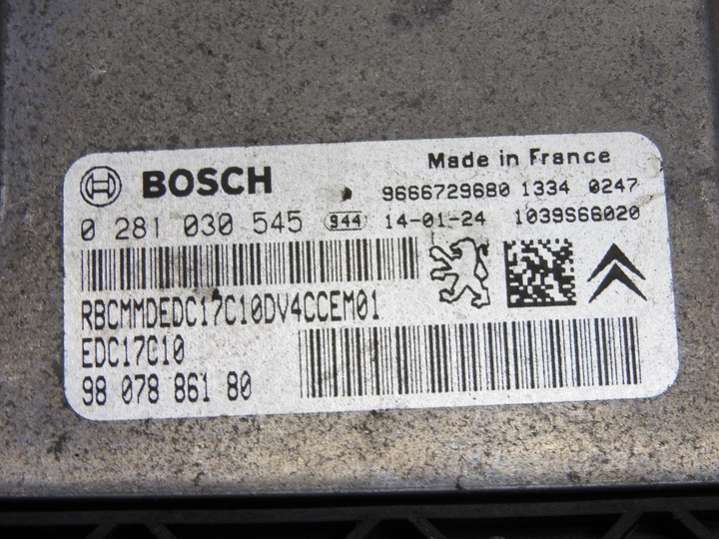 Made in France
BOSCH
9666729680 1334 0247
0 281 030 545 944 14-01-24 1039S66020
RBCMMDEDC17C10DV4CCEM01
EDC17C10
98 078 861 80